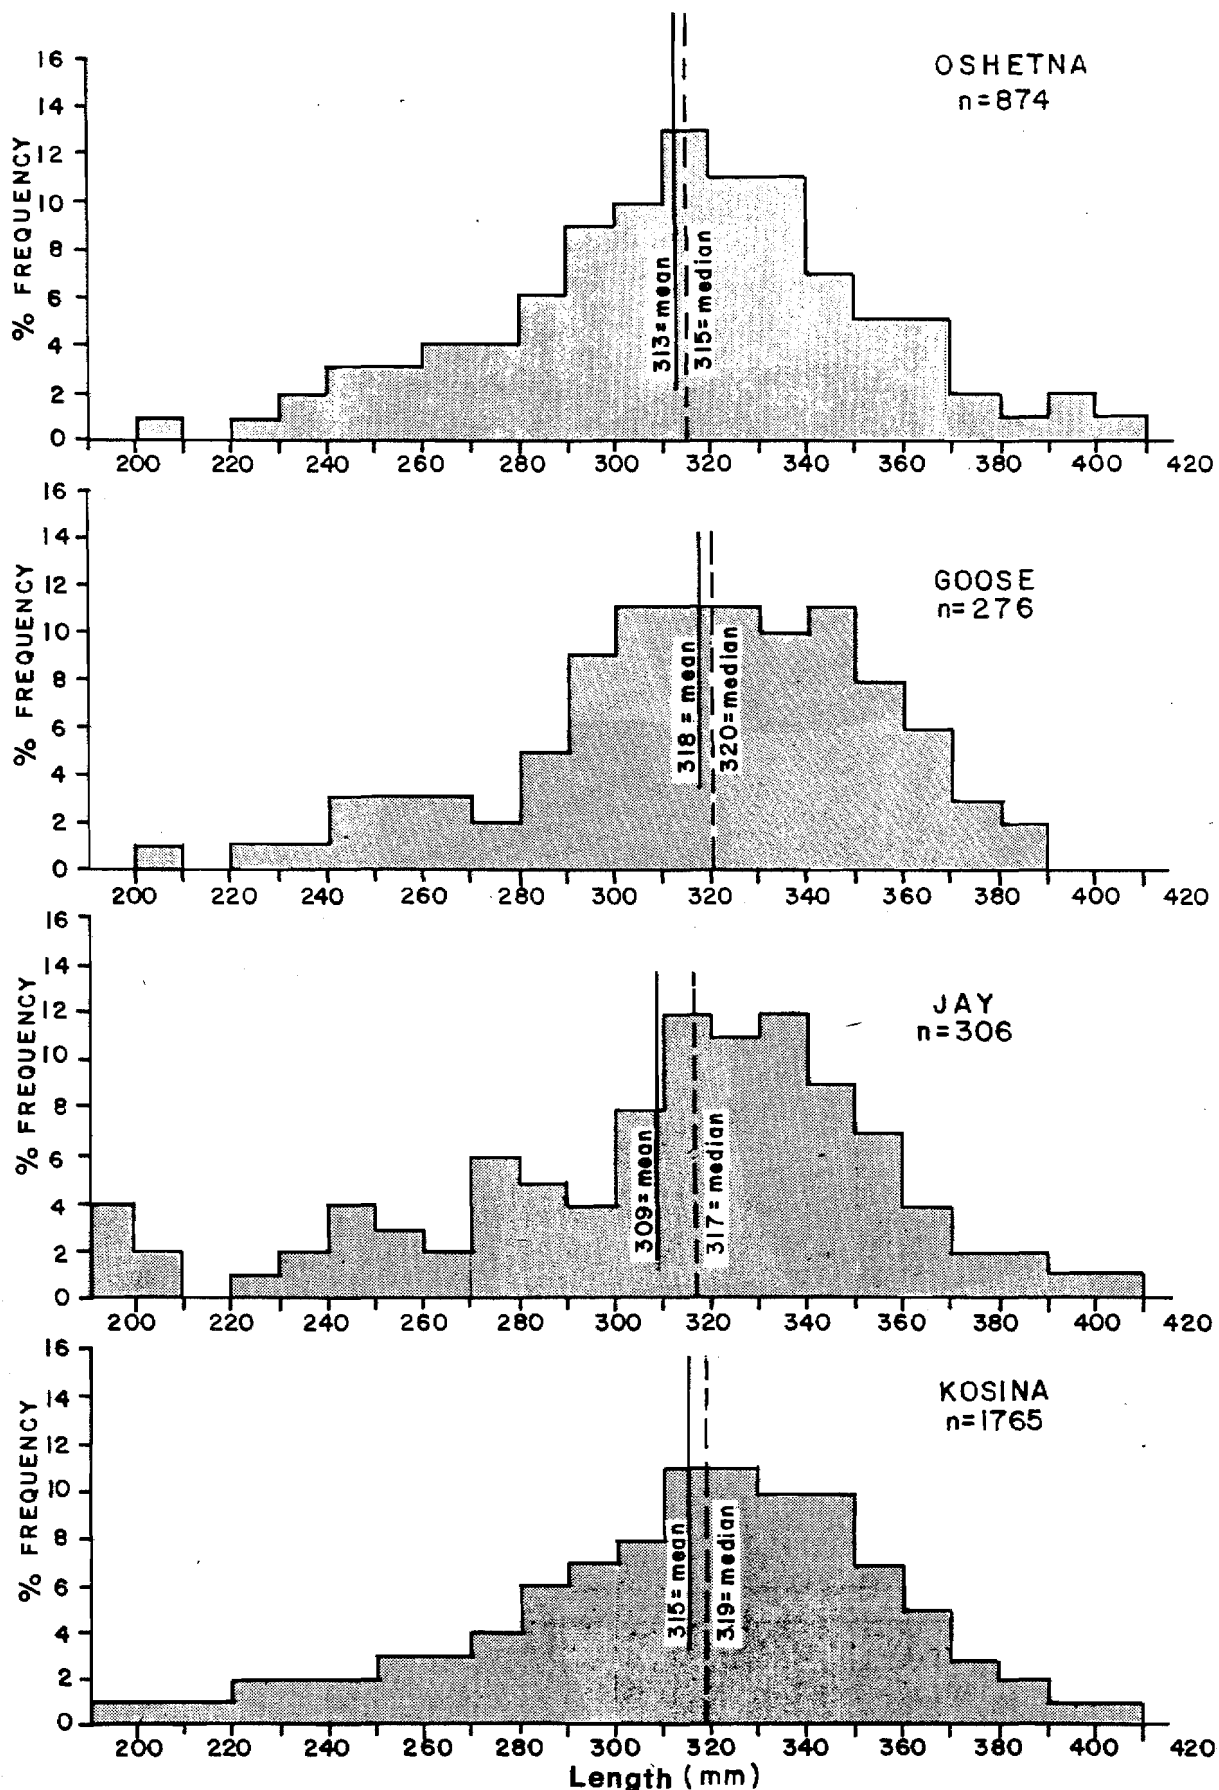 OSHETNA
n=874
% FREQUENCY
16
14
12
10
8
6
4
2
0
313=mean
315=median
200 220 240 260 280 300 320 340 360 380 400 420
GOOSE
n=276
% FREQUENCY
16
14
12
10
8
6
4
2
0
318=mean
320=median
200 220 240 260 280 300 320 340 360 380 400 420
JAY
n=306
% FREQUENCY
16
14
12
10
8
6
4
2
0
309=mean
317=median
200 220 240 260 280 300 320 340 360 380 400 420
KOSINA
n=1765
% FREQUENCY
16
14
12
10
8
6
4
2
0
315=mean
319=median
200 220 240 260 280 300 320 340 360 380 400 420
Length (mm)